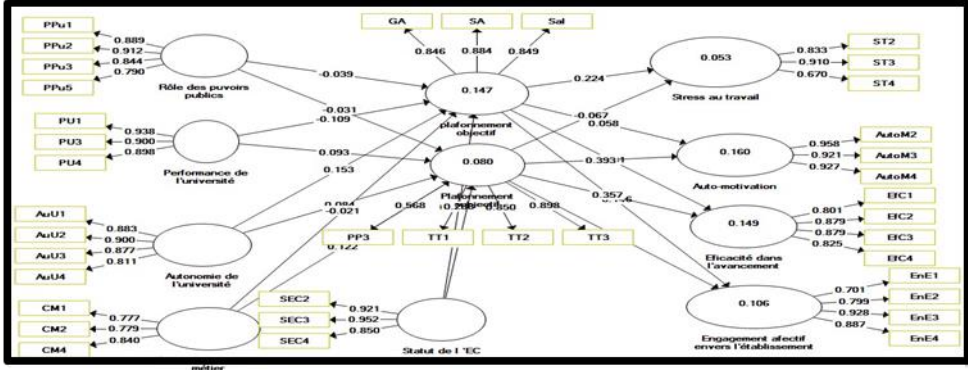 PPu1
PPu2
PPu3
PPu5
0.889
0.912
0.844
0.790
Rôle des puvoirs
publics
PU1
PU3
PU4
0.938
0.900
0.898
Performance de
l'université
AuU1
AuU2
AuU3
AuU4
0.883
0.900
0.877
0.811
Autonomie de
l'université
CM1
CM2
CM4
0.777
0.779
0.840
métier
GA
SA
Sal
0.846
0.884
0.849
0.147
plafonnement
objectif
0.080
Plafonnement
-0.039
-0.031
-0.109
0.093
0.153
-0.021
0.122
0.568
0.850
0.898
PP3
TT1
TT2
TT3
SEC2
SEC3
SEC4
0.921
0.952
0.850
Statut de l 'EC
0.224
-0.067
0.058
0.357
0.053
Stress au travail
0.833
0.910
0.670
ST2
ST3
ST4
0.160
Auto-motivation
0.958
0.921
0.927
AutoM2
AutoM3
AutoM4
0.149
Eficacité dans
l'avancement
0.801
0.879
0.879
0.825
EfC1
EfC2
EfC3
EfC4
0.106
Engagement afectif
envers l'établissement
0.701
0.799
0.928
0.887
EnE1
EnE2
EnE3
EnE4